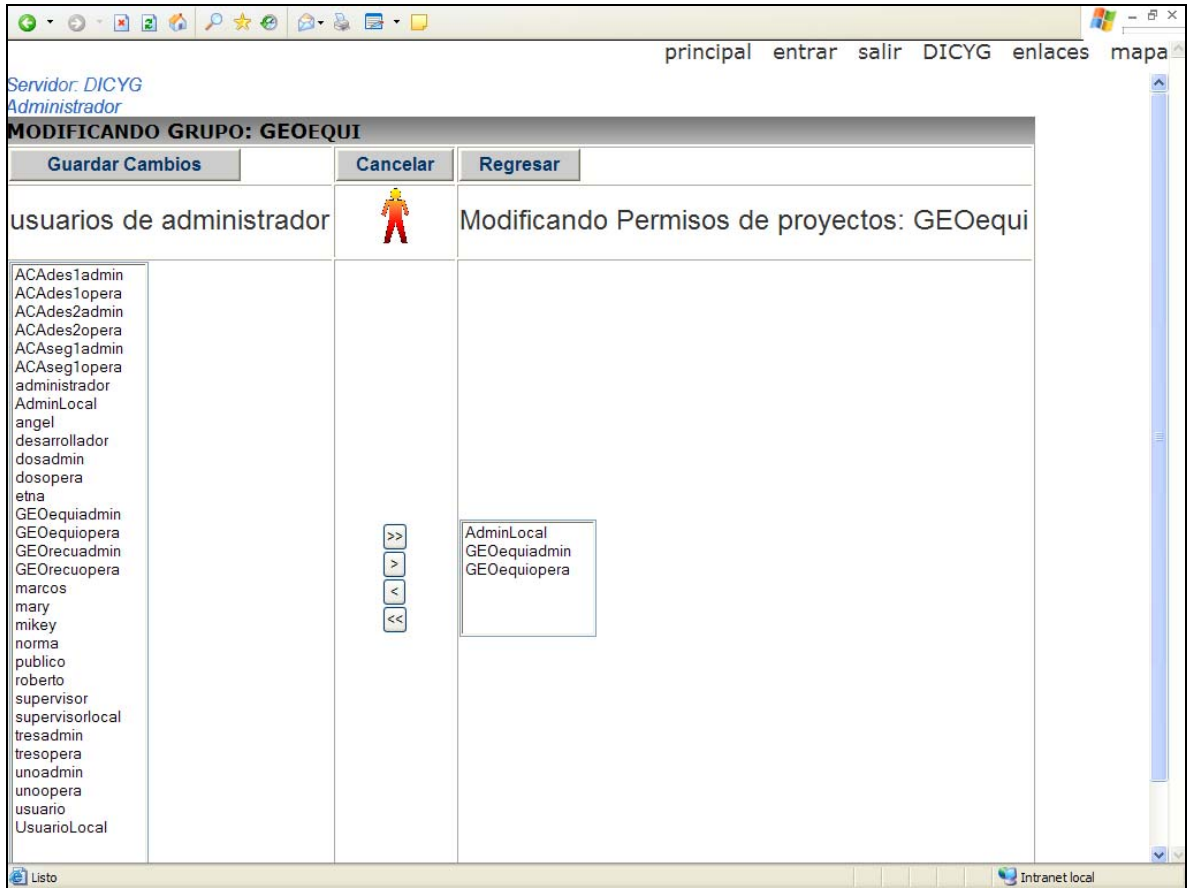 principal entrar salir DICYG enlaces mapa
Servidor: DICYG
Administrador
MODIFICANDO GRUPO: GEOEQUI
Guardar Cambios Cancelar Regresar
usuarios de administrador Modificando Permisos de proyectos: GEOequi
ACAdes1admin
ACAdes1opera
ACAdes2admin
ACAdes2opera
ACAseg1admin
ACAseg1opera
administrador
AdminLocal
angel
desarrollador
dosadmin
dosopera
etna
GEOequiadmin
GEOequiopera
GEOrecuadmin
GEOrecuopera
marcos
mary
mikey
norma
publico
roberto
supervisor
supervisorlocal
tresadmin
tresopera
unoadmin
unoopera
usuario
UsuarioLocal
>>
>
<
<<
AdminLocal
GEOequiadmin
GEOequiopera
Listo Intranet local